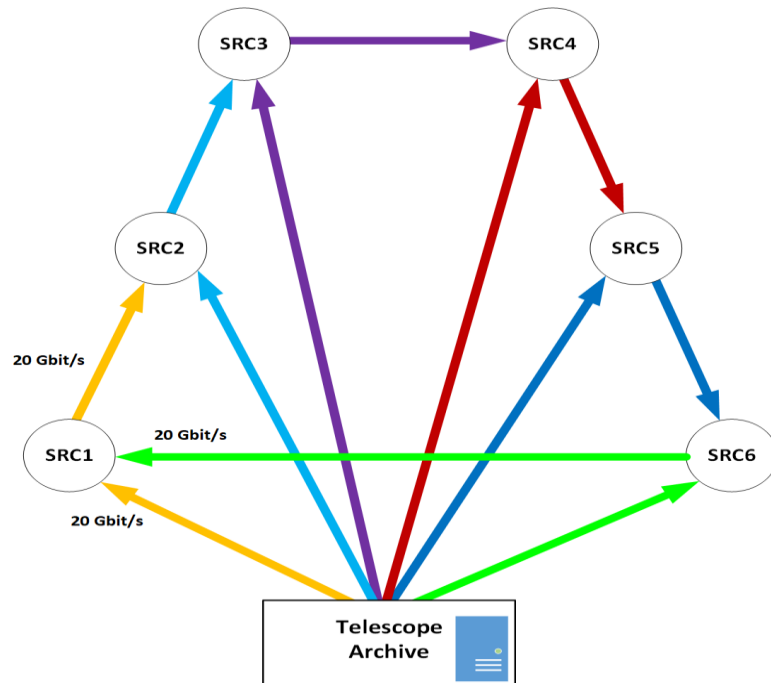 SRC3
SRC4
SRC2
SRC5
20 Gbit/s
20 Gbit/s
SRC1
SRC6
20 Gbit/s
Telescope
Archive